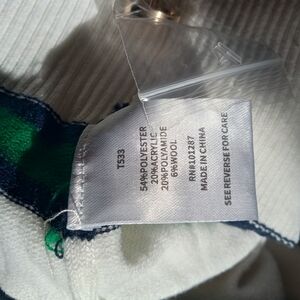 T533
54%POLYESTER
20%ACRYLIC
20%POLYAMIDE
6%WOOL
RN#101287
MADE IN CHINA
SEE REVERSE FOR CARE